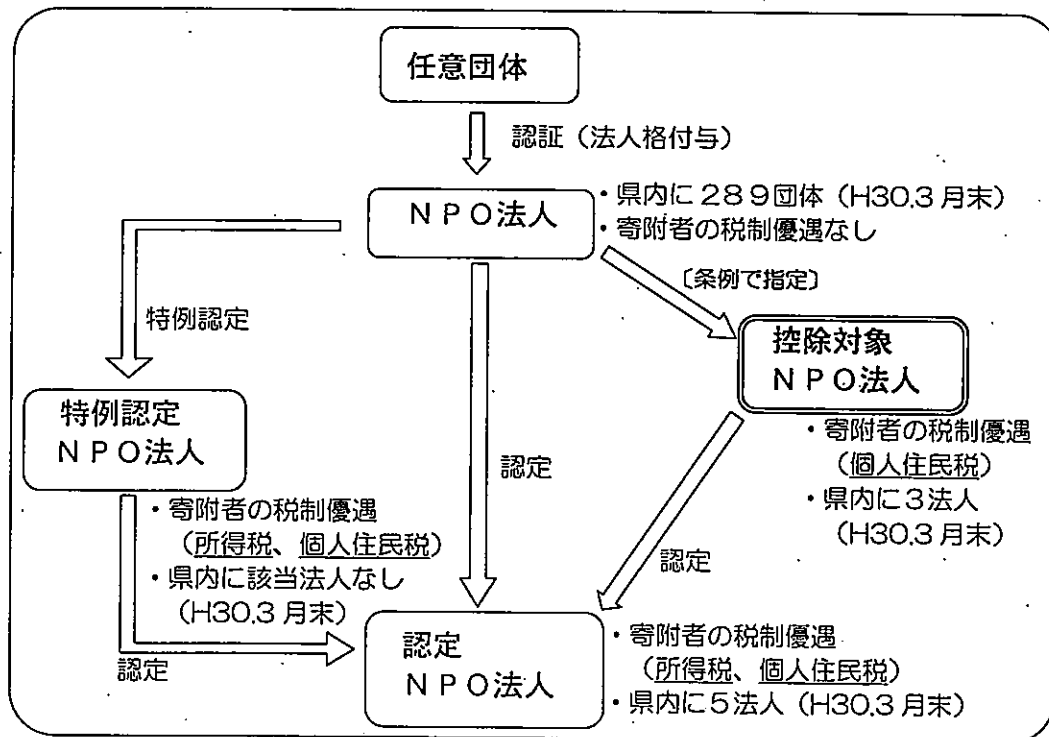 任意団体
認証（法人格付与）
ＮＰＯ法人
・県内に２８９団体（H30.3月末）
・寄附者の税制優遇なし
〔条例で指定〕
特例認定
控除対象
ＮＰＯ法人
・寄附者の税制優遇
（個人住民税）
・県内に３法人
（H30.3月末）
特例認定
ＮＰＯ法人
・寄附者の税制優遇
（所得税、個人住民税）
・県内に該当法人なし
（H30.3月末）
認定
認定
認定
認定
ＮＰＯ法人
・寄附者の税制優遇
（所得税、個人住民税）
・県内に５法人（H30.3月末）